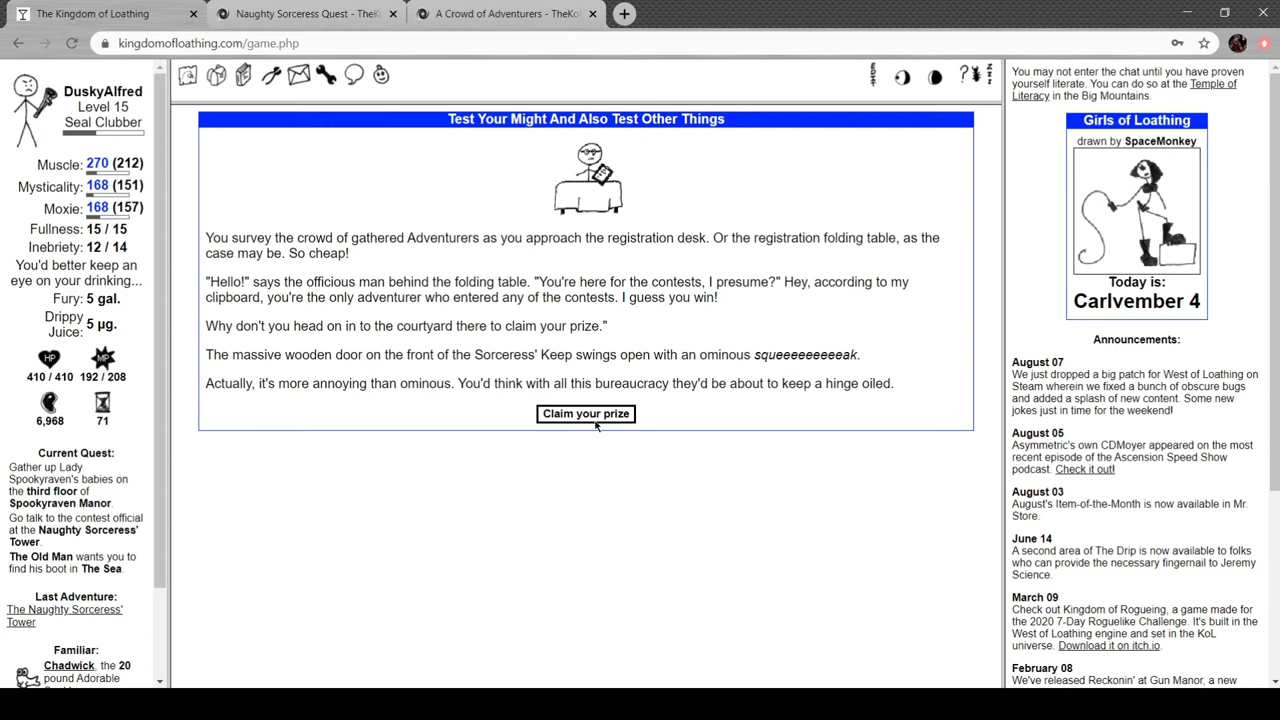 The Kingdom of Loathing
Naughty Sorceress Quest - TheK
A Crowd of Adventurers - TheKo
kingdomofloathing.com/game.php
DuskyAlfred
Level 15
Seal Clubber
Muscle: 270 (212)
Mysticality: 168 (151)
Moxie: 168 (157)
Fullness: 15 / 15
Inebriety: 12 / 14
You'd better keep an
eye on your drinking...
Fury: 5 gal.
Drippy
Juice: 5 µg.
HP
MP
410 / 410
192 / 208
6,968
71
Current Quest:
Gather up Lady
Spookyraven's babies on
the third floor of
Spookyraven Manor.
Go talk to the contest official
at the Naughty Sorceress'
Tower.
The Old Man wants you to
find his boot in The Sea.
Last Adventure:
The Naughty Sorceress'
Tower
Familiar:
Chadwick, the 20
pound Adorable
Test Your Might And Also Test Other Things
You survey the crowd of gathered Adventurers as you approach the registration desk. Or the registration folding table, as the
case may be. So cheap!
"Hello!" says the officious man behind the folding table. "You're here for the contests, I presume?" Hey, according to my
clipboard, you're the only adventurer who entered any of the contests. I guess you win!
Why don't you head on in to the courtyard there to claim your prize."
The massive wooden door on the front of the Sorceress' Keep swings open with an ominous squeeeeeeeeeak.
Actually, it's more annoying than ominous. You'd think with all this bureaucracy they'd be about to keep a hinge oiled.
Claim your prize
You may not enter the chat until you have proven
yourself literate. You can do so at the Temple of
Literacy in the Big Mountains.
Girls of Loathing
drawn by SpaceMonkey
Today is:
Carlvember 4
Announcements:
August 07
We just dropped a big patch for West of Loathing on
Steam wherein we fixed a bunch of obscure bugs
and added a splash of new content. Some new
jokes just in time for the weekend!
August 05
Asymmetric's own CDMoyer appeared on the most
recent episode of the Ascension Speed Show
podcast. Check it out!
August 03
August's Item-of-the-Month is now available in Mr.
Store.
June 14
A second area of The Drip is now available to folks
who can provide the necessary fingernail to Jeremy
Science.
March 09
Check out Kingdom of Rogueing, a game made for
the 2020 7-Day Roguelike Challenge. It's built in the
West of Loathing engine and set in the KoL
universe. Download it on itch.io.
February 08
We've released Reckonin' at Gun Manor, a new